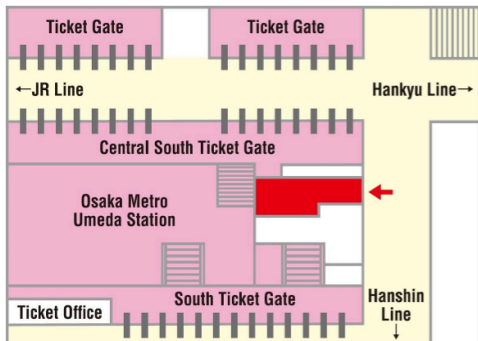 Ticket Gate
Ticket Gate
←JR Line
Hankyu Line→
Central South Ticket Gate
Osaka Metro
Umeda Station
South Ticket Gate
Ticket Office
Hanshin
Line
↓